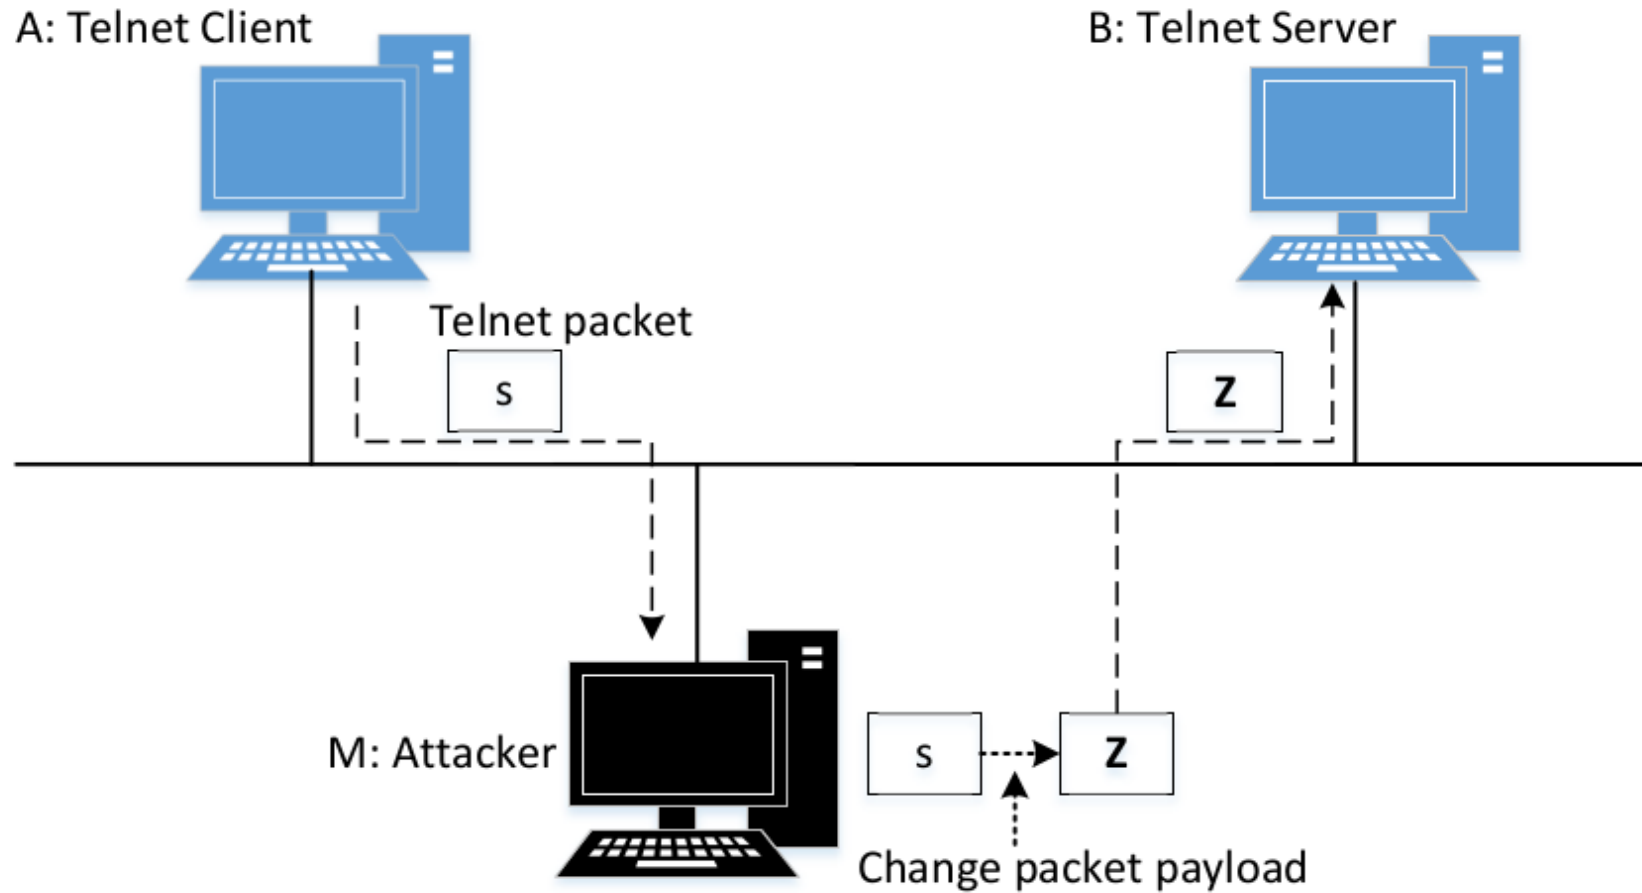 A: Telnet Client
B: Telnet Server
Telnet packet
s
Z
M: Attacker
s
Z
Change packet payload